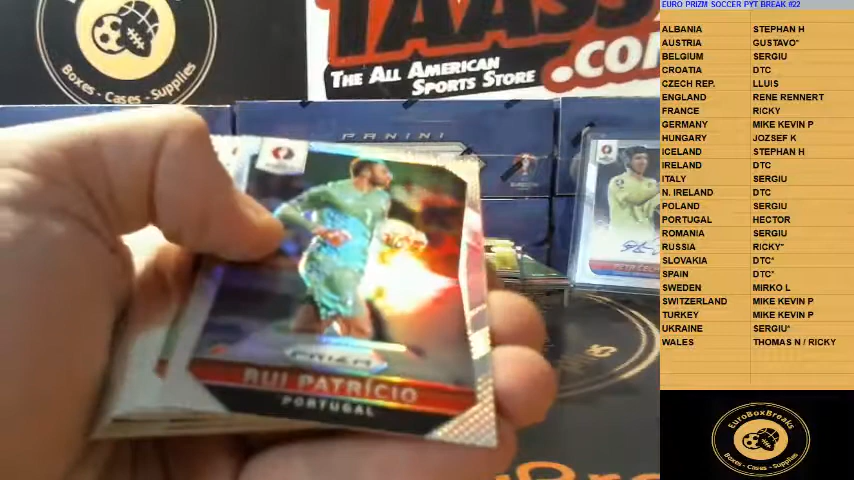 EURO PRIZM SOCCER PYT BREAK #22
ALBANIA STEPHAN H
AUSTRIA GUSTAVO*
BELGIUM SERGIU
CROATIA DTC
CZECH REP. LLUIS
ENGLAND RENE RENNERT
FRANCE RICKY
GERMANY MIKE KEVIN P
HUNGARY JOZSEF K
ICELAND STEPHAN H
IRELAND DTC
ITALY SERGIU
N. IRELAND DTC
POLAND SERGIU
PORTUGAL HECTOR
ROMANIA SERGIU
RUSSIA RICKY*
SLOVAKIA DTC*
SPAIN DTC*
SWEDEN MIRKO L
SWITZERLAND MIKE KEVIN P
TURKEY MIKE KEVIN P
UKRAINE SERGIU*
WALES THOMAS N / RICKY
EuroBoxBreaks
Boxes - Cases - Supplies
Boxes - Cases - Supplies
TAASS
.COM
THE ALL AMERICAN
SPORTS STORE
PANINI
PRIZM
RUI PATRÍCIO
PORTUGAL
PETR CECH